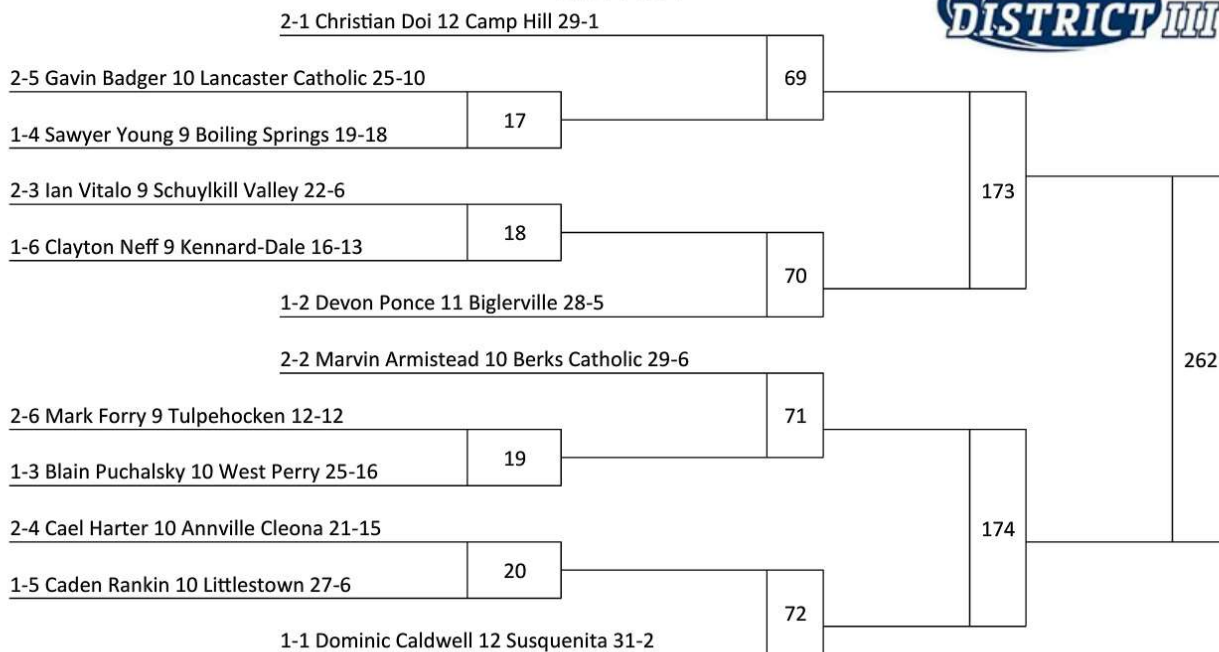 2-1 Christian Doi 12 Camp Hill 29-1
DISTRICT III
69
2-5 Gavin Badger 10 Lancaster Catholic 25-10
17
1-4 Sawyer Young 9 Boiling Springs 19-18
2-3 Ian Vitalo 9 Schuylkill Valley 22-6
173
18
1-6 Clayton Neff 9 Kennard-Dale 16-13
70
1-2 Devon Ponce 11 Biglerville 28-5
2-2 Marvin Armistead 10 Berks Catholic 29-6
262
2-6 Mark Forry 9 Tulpehocken 12-12
71
19
1-3 Blain Puchalsky 10 West Perry 25-16
2-4 Cael Harter 10 Annville Cleona 21-15
174
20
1-5 Caden Rankin 10 Littlestown 27-6
72
1-1 Dominic Caldwell 12 Susquenita 31-2